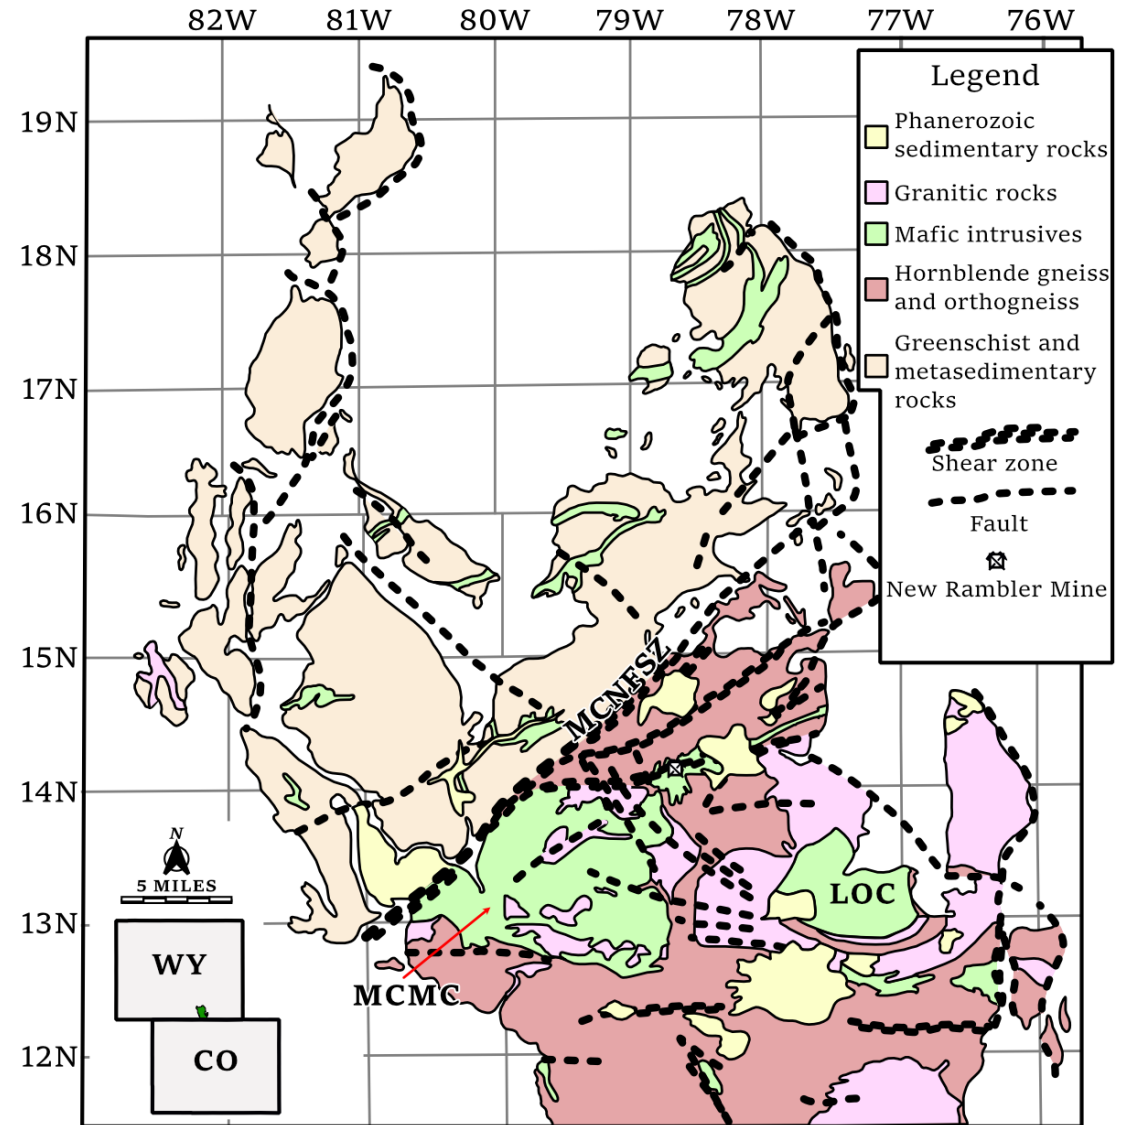 82W 81W 80W 79W 78W 77W 76W
Legend
Phanerozoic
sedimentary rocks
Granitic rocks
Mafic intrusives
Hornblende gneiss
and orthogneiss
Greenschist and
metasedimentary
rocks
Shear zone
Fault
New Rambler Mine
19N
18N
17N
16N
15N
14N
13N
12N
MCNFSZ
LOC
MCMC
N
5 MILES
WY
CO